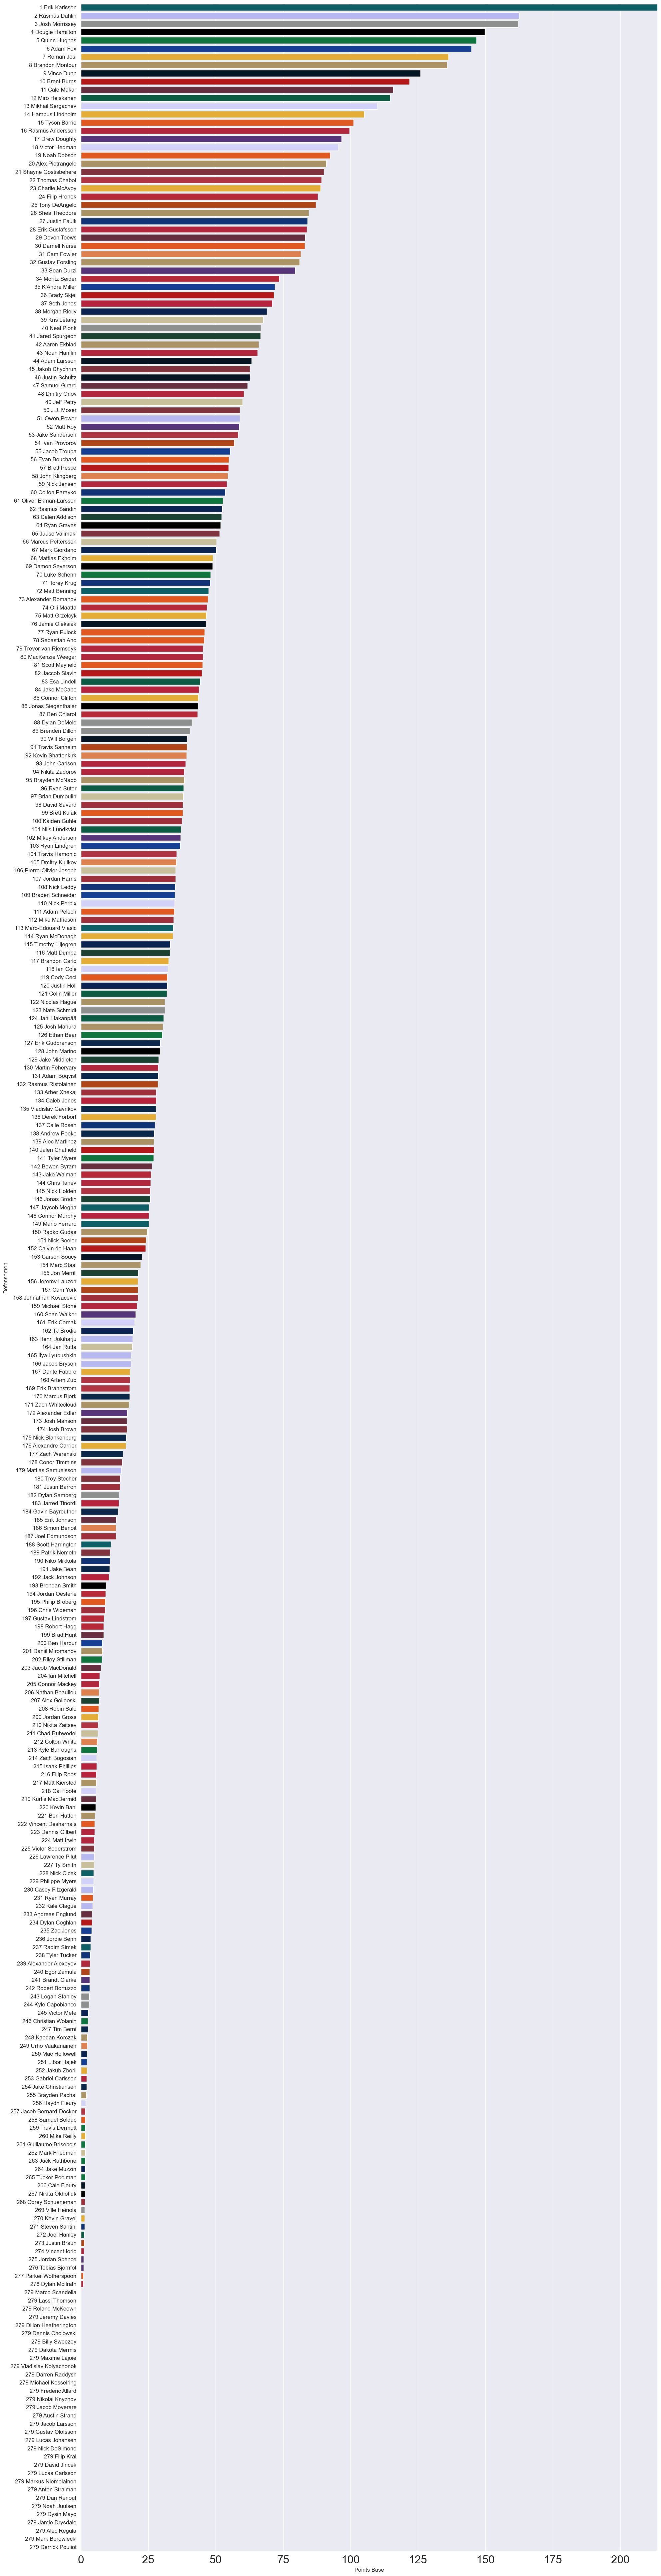 1 Erik Karlsson
2 Rasmus Dahlin
3 Josh Morrissey
4 Dougie Hamilton
5 Quinn Hughes
6 Adam Fox
7 Roman Josi
8 Brandon Montour
9 Vince Dunn
10 Brent Burns
11 Cale Makar
12 Miro Heiskanen
13 Mikhail Sergachev
14 Hampus Lindholm
15 Tyson Barrie
16 Rasmus Andersson
17 Drew Doughty
18 Victor Hedman
19 Noah Dobson
20 Alex Pietrangelo
21 Shayne Gostisbehere
22 Thomas Chabot
23 Charlie McAvoy
24 Filip Hronek
25 Tony DeAngelo
26 Shea Theodore
27 Justin Faulk
28 Erik Gustafsson
29 Devon Toews
30 Darnell Nurse
31 Cam Fowler
32 Gustav Forsling
33 Sean Durzi
34 Moritz Seider
35 K'Andre Miller
36 Brady Skjei
37 Seth Jones
38 Morgan Rielly
39 Kris Letang
40 Neal Pionk
41 Jared Spurgeon
42 Aaron Ekblad
43 Noah Hanifin
44 Adam Larsson
45 Jakob Chychrun
46 Justin Schultz
47 Samuel Girard
48 Dmitry Orlov
49 Jeff Petry
50 J.J. Moser
51 Owen Power
52 Matt Roy
53 Jake Sanderson
54 Ivan Provorov
55 Jacob Trouba
56 Evan Bouchard
57 Brett Pesce
58 John Klingberg
59 Nick Jensen
60 Colton Parayko
61 Oliver Ekman-Larsson
62 Rasmus Sandin
63 Calen Addison
64 Ryan Graves
65 Juuso Valimaki
66 Marcus Pettersson
67 Mark Giordano
68 Mattias Ekholm
69 Damon Severson
70 Luke Schenn
71 Torey Krug
72 Matt Benning
73 Alexander Romanov
74 Olli Maatta
75 Matt Grzelcyk
76 Jamie Oleksiak
77 Ryan Pulock
78 Sebastian Aho
79 Trevor van Riemsdyk
80 MacKenzie Weegar
81 Scott Mayfield
82 Jaccob Slavin
83 Esa Lindell
84 Jake McCabe
85 Connor Clifton
86 Jonas Siegenthaler
87 Ben Chiarot
88 Dylan DeMelo
89 Brenden Dillon
90 Will Borgen
91 Travis Sanheim
92 Kevin Shattenkirk
93 John Carlson
94 Nikita Zadorov
95 Brayden McNabb
96 Ryan Suter
97 Brian Dumoulin
98 David Savard
99 Brett Kulak
100 Kaiden Guhle
101 Nils Lundkvist
102 Mikey Anderson
103 Ryan Lindgren
104 Travis Hamonic
105 Dmitry Kulikov
106 Pierre-Olivier Joseph
107 Jordan Harris
108 Nick Leddy
109 Braden Schneider
110 Nick Perbix
111 Adam Pelech
112 Mike Matheson
113 Marc-Edouard Vlasic
114 Ryan McDonagh
115 Timothy Liljegren
116 Matt Dumba
117 Brandon Carlo
118 Ian Cole
119 Cody Ceci
120 Justin Holl
121 Colin Miller
122 Nicolas Hague
123 Nate Schmidt
124 Jani Hakanpää
125 Josh Mahura
126 Ethan Bear
127 Erik Gudbranson
128 John Marino
129 Jake Middleton
130 Martin Fehervary
131 Adam Boqvist
132 Rasmus Ristolainen
133 Arber Xhekaj
134 Caleb Jones
135 Vladislav Gavrikov
136 Derek Forbort
137 Calle Rosen
138 Andrew Peeke
139 Alec Martinez
140 Jalen Chatfield
141 Tyler Myers
142 Bowen Byram
143 Jake Walman
144 Chris Tanev
145 Nick Holden
146 Jonas Brodin
147 Jaycob Megna
148 Connor Murphy
149 Mario Ferraro
150 Radko Gudas
151 Nick Seeler
152 Calvin de Haan
153 Carson Soucy
154 Marc Staal
155 Jon Merrill
156 Jeremy Lauzon
157 Cam York
158 Johnathan Kovacevic
159 Michael Stone
160 Sean Walker
161 Erik Cernak
162 TJ Brodie
163 Henri Jokiharju
164 Jan Rutta
165 Ilya Lyubushkin
166 Jacob Bryson
167 Dante Fabbro
168 Artem Zub
169 Erik Brannstrom
170 Marcus Bjork
171 Zach Whitecloud
172 Alexander Edler
173 Josh Manson
174 Josh Brown
175 Nick Blankenburg
176 Alexandre Carrier
177 Zach Werenski
178 Conor Timmins
179 Mattias Samuelsson
180 Troy Stecher
181 Justin Barron
182 Dylan Samberg
183 Jarred Tinordi
184 Gavin Bayreuther
185 Erik Johnson
186 Simon Benoit
187 Joel Edmundson
188 Scott Harrington
189 Patrik Nemeth
190 Niko Mikkola
191 Jake Bean
192 Jack Johnson
193 Brendan Smith
194 Jordan Oesterle
195 Philip Broberg
196 Chris Wideman
197 Gustav Lindstrom
198 Robert Hagg
199 Brad Hunt
200 Ben Harpur
201 Daniil Miromanov
202 Riley Stillman
203 Jacob MacDonald
204 Ian Mitchell
205 Connor Mackey
206 Nathan Beaulieu
207 Alex Goligoski
208 Robin Salo
209 Jordan Gross
210 Nikita Zaitsev
211 Chad Ruhwedel
212 Colton White
213 Kyle Burroughs
214 Zach Bogosian
215 Isaak Phillips
216 Filip Roos
217 Matt Kiersted
218 Cal Foote
219 Kurtis MacDermid
220 Kevin Bahl
221 Ben Hutton
222 Vincent Desharnais
223 Dennis Gilbert
224 Matt Irwin
225 Victor Soderstrom
226 Lawrence Pilut
227 Ty Smith
228 Nick Cicek
229 Philippe Myers
230 Casey Fitzgerald
231 Ryan Murray
232 Kale Clague
233 Andreas Englund
234 Dylan Coghlan
235 Zac Jones
236 Jordie Benn
237 Radim Simek
238 Tyler Tucker
239 Alexander Alexeyev
240 Egor Zamula
241 Brandt Clarke
242 Robert Bortuzzo
243 Logan Stanley
244 Kyle Capobianco
245 Victor Mete
246 Christian Wolanin
247 Tim Berni
248 Kaedan Korczak
249 Urho Vaakanainen
250 Mac Hollowell
251 Libor Hajek
252 Jakub Zboril
253 Gabriel Carlsson
254 Jake Christiansen
255 Brayden Pachal
256 Haydn Fleury
257 Jacob Bernard-Docker
258 Samuel Bolduc
259 Travis Dermott
260 Mike Reilly
261 Guillaume Brisebois
262 Mark Friedman
263 Jack Rathbone
264 Jake Muzzin
265 Tucker Poolman
266 Cale Fleury
267 Nikita Okhotiuk
268 Corey Schueneman
269 Ville Heinola
270 Kevin Gravel
271 Steven Santini
272 Joel Hanley
273 Justin Braun
274 Vincent Iorio
275 Jordan Spence
276 Tobias Bjornfot
277 Parker Wotherspoon
278 Dylan McIlrath
279 Marco Scandella
279 Lassi Thomson
279 Roland McKeown
279 Jeremy Davies
279 Dillon Heatherington
279 Dennis Cholowski
279 Billy Sweezey
279 Dakota Mermis
279 Maxime Lajoie
279 Vladislav Kolyachonok
279 Darren Raddysh
279 Michael Kesselring
279 Frederic Allard
279 Nikolai Knyzhov
279 Jacob Moverare
279 Austin Strand
279 Jacob Larsson
279 Gustav Olofsson
279 Lucas Johansen
279 Nick DeSimone
279 Filip Kral
279 David Jiricek
279 Lucas Carlsson
279 Markus Niemelainen
279 Anton Stralman
279 Dan Renouf
279 Noah Juulsen
279 Dysin Mayo
279 Jamie Drysdale
279 Alec Regula
279 Mark Borowiecki
279 Derrick Pouliot
Defensemen
0 25 50 75 100 125 150 175 200
Points Base